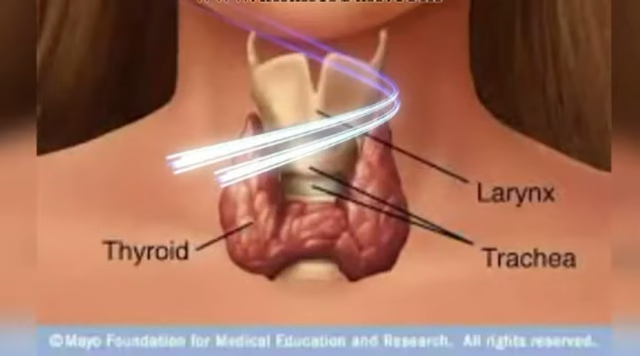 Larynx
Thyroid
Trachea
©Mayo Foundation for Medical Education and Research. All rights reserved.